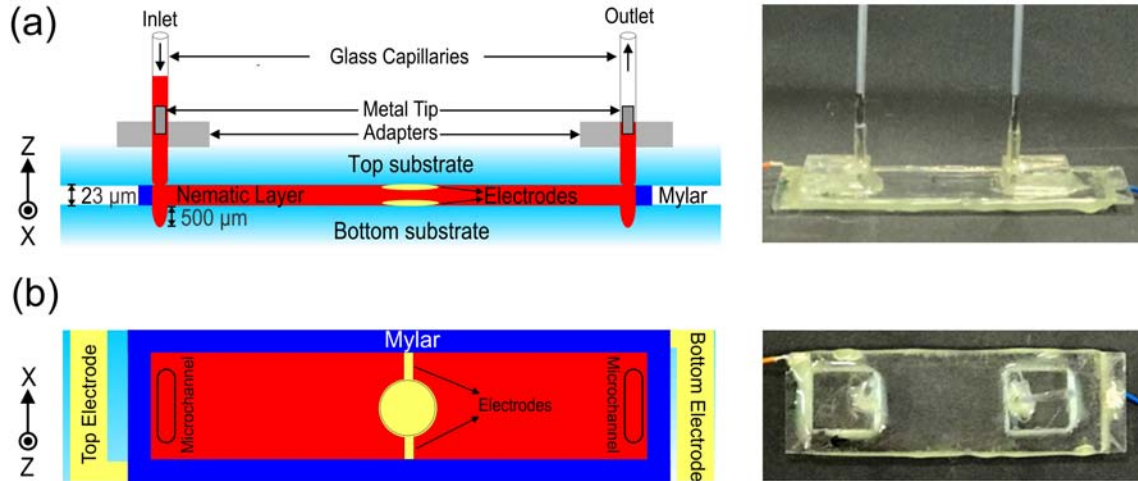 (a)
Inlet
Outlet
Glass Capillaries
Metal Tip
Adapters
Z
Top substrate
23 µm
Nematic Layer
Electrodes
Mylar
500 µm
X
Bottom substrate
(b)
Mylar
X
Top Electrode
Microchannel
Electrodes
Microchannel
Bottom Electrode
Z